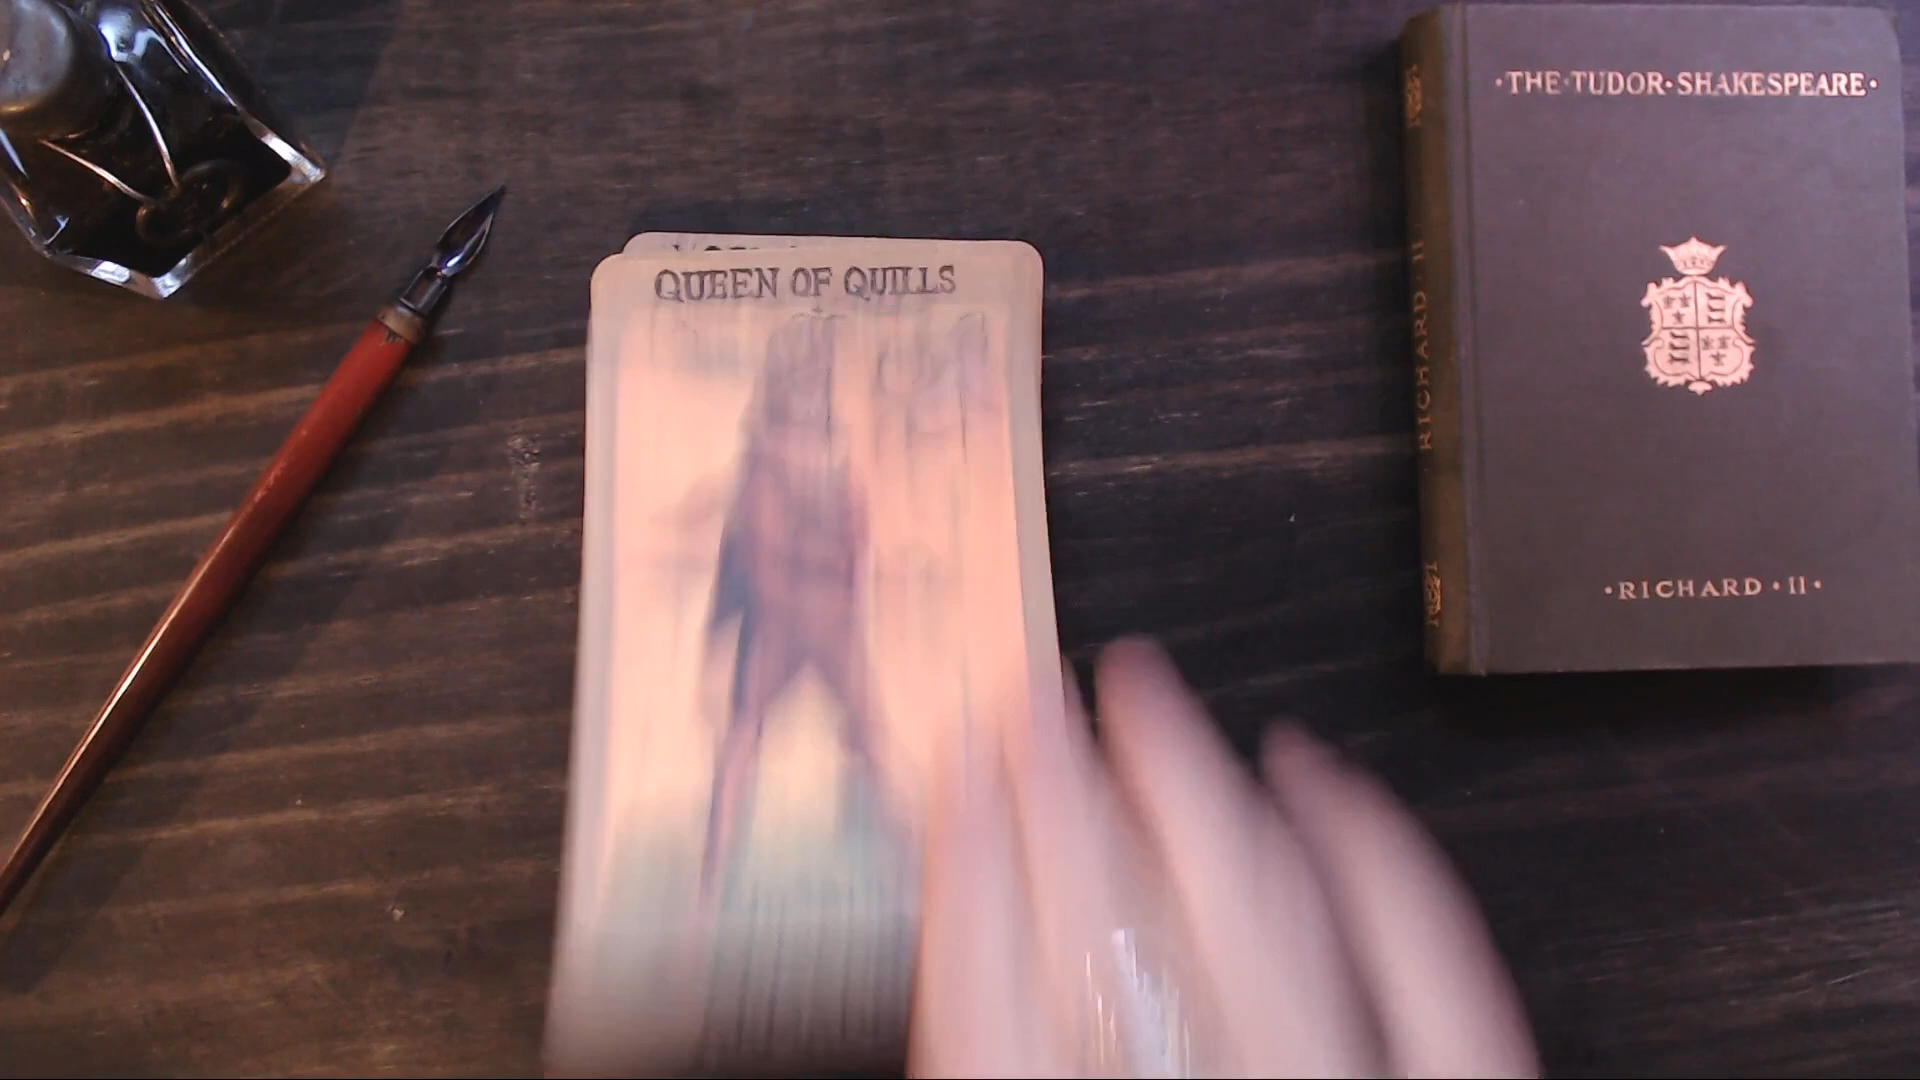 QUEEN OF QUILLS
·THE·TUDOR·SHAKESPEARE·
·RICHARD·II·
RICHARD II